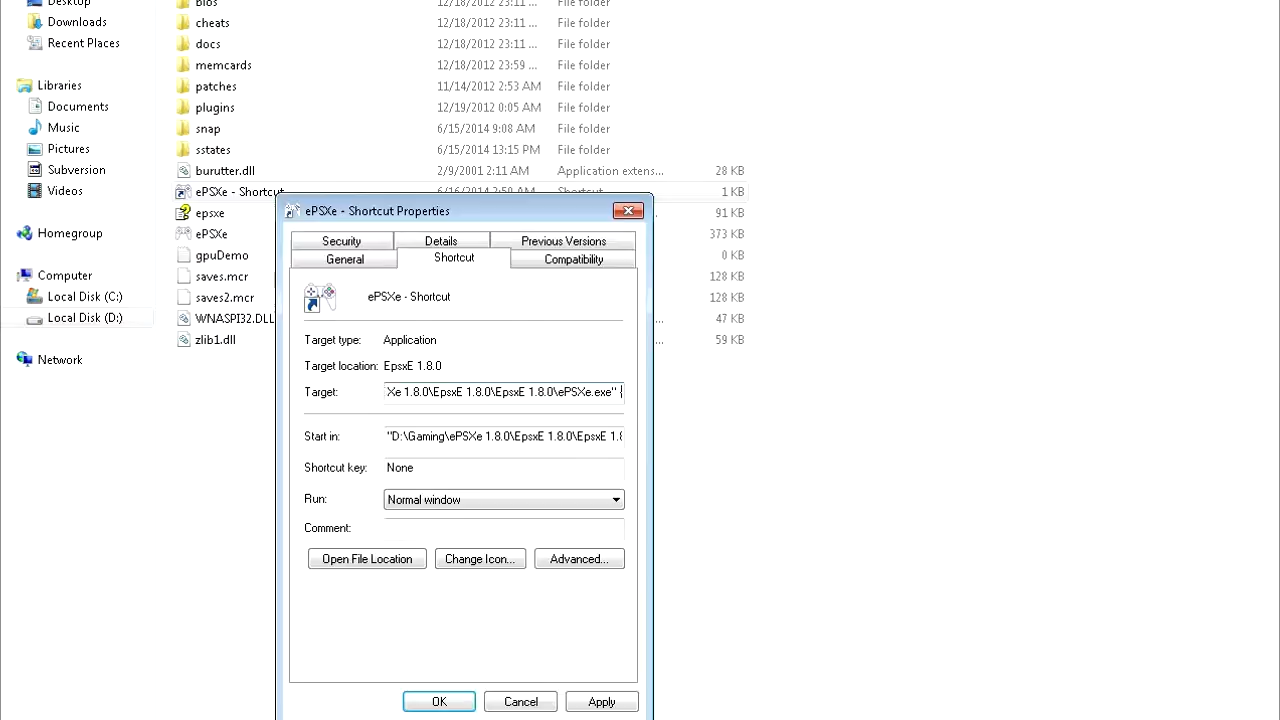 Desktop
bios 12/18/2012 23:11 ... File folder
Downloads
cheats 12/18/2012 23:11 ... File folder
Recent Places
docs 12/18/2012 23:11 ... File folder
memcards 12/18/2012 23:59 ... File folder
Libraries
patches 11/14/2012 2:53 AM File folder
Documents
plugins 12/19/2012 0:05 AM File folder
Music
snap 6/15/2014 9:08 AM File folder
Pictures
sstates 6/15/2014 13:15 PM File folder
Subversion
burutter.dll 2/9/2001 2:11 AM Application extens... 28 KB
Videos
ePSXe - Shortcut 6/16/2014 2:50 AM Shortcut 1 KB
epsxe 91 KB
Homegroup
ePSXe 373 KB
gpuDemo 0 KB
Computer
saves.mcr 128 KB
Local Disk (C:)
saves2.mcr 128 KB
Local Disk (D:)
WNASPI32.DLL ... 47 KB
zlib1.dll ... 59 KB
Network
ePSXe - Shortcut Properties
Security Details Previous Versions
General Shortcut Compatibility
ePSXe - Shortcut
Target type: Application
Target location: EpsxE 1.8.0
Target: Xe 1.8.0\EpsxE 1.8.0\EpsxE 1.8.0\ePSXe.exe"
Start in: "D:\Gaming\ePSXe 1.8.0\EpsxE 1.8.0\EpsxE 1.8
Shortcut key: None
Run: Normal window
Comment:
Open File Location Change Icon... Advanced...
OK Cancel Apply